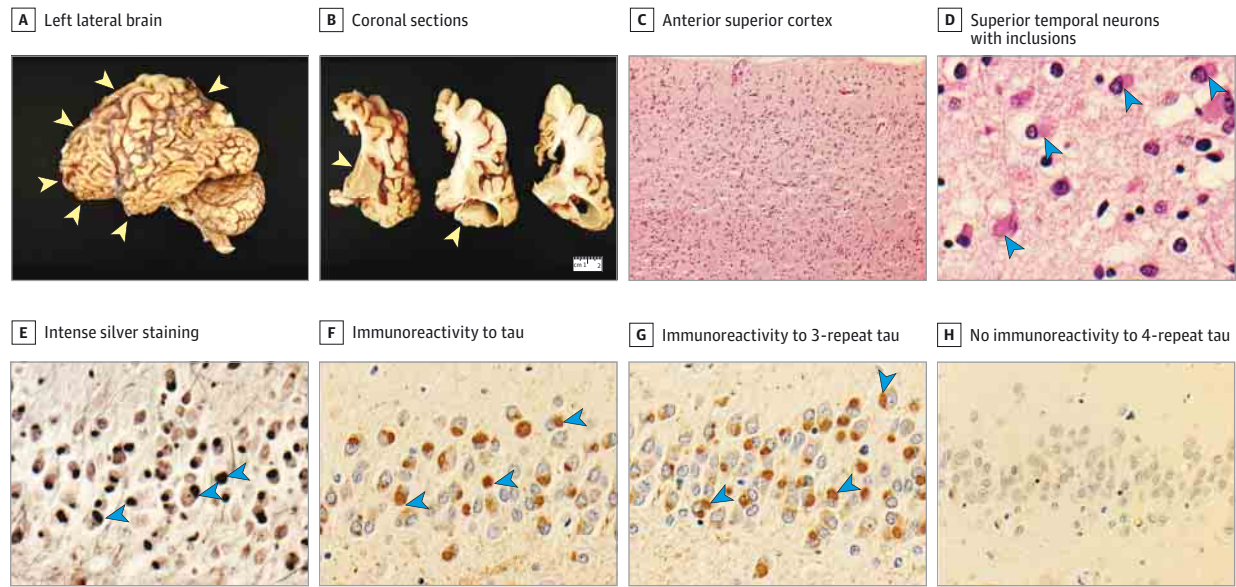 A Left lateral brain
B Coronal sections
C Anterior superior cortex
D Superior temporal neurons
with inclusions
cm 1 2
E Intense silver staining
F Immunoreactivity to tau
G Immunoreactivity to 3-repeat tau
H No immunoreactivity to 4-repeat tau